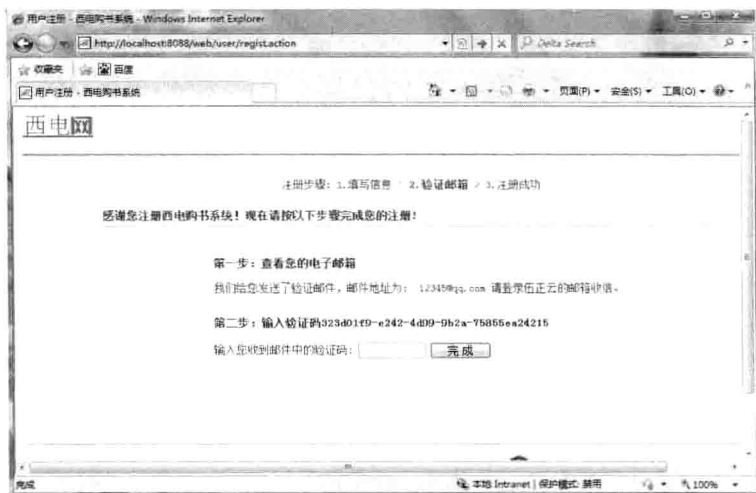 用户注册 - 西电购书系统 - Windows Internet Explorer
http://localhost:8088/web/user/regist.action
Delta Search
收藏夹 百度
用户注册 - 西电购书系统
页面(P) 安全(S) 工具(O)
西电网
注册步骤: 1.填写信息 > 2.验证邮箱 > 3.注册成功
感谢您注册西电购书系统！现在请按以下步骤完成您的注册！
第一步：查看您的电子邮箱
我们给您发送了验证邮件，邮件地址为： 12345@qq.com 请登录伍正云的邮箱收信。
第二步：输入验证码323d01f9-e242-4d99-9b2a-75855ea24215
输入您收到邮件中的验证码： 完成
完成 本地 Intranet | 保护模式: 禁用 100%